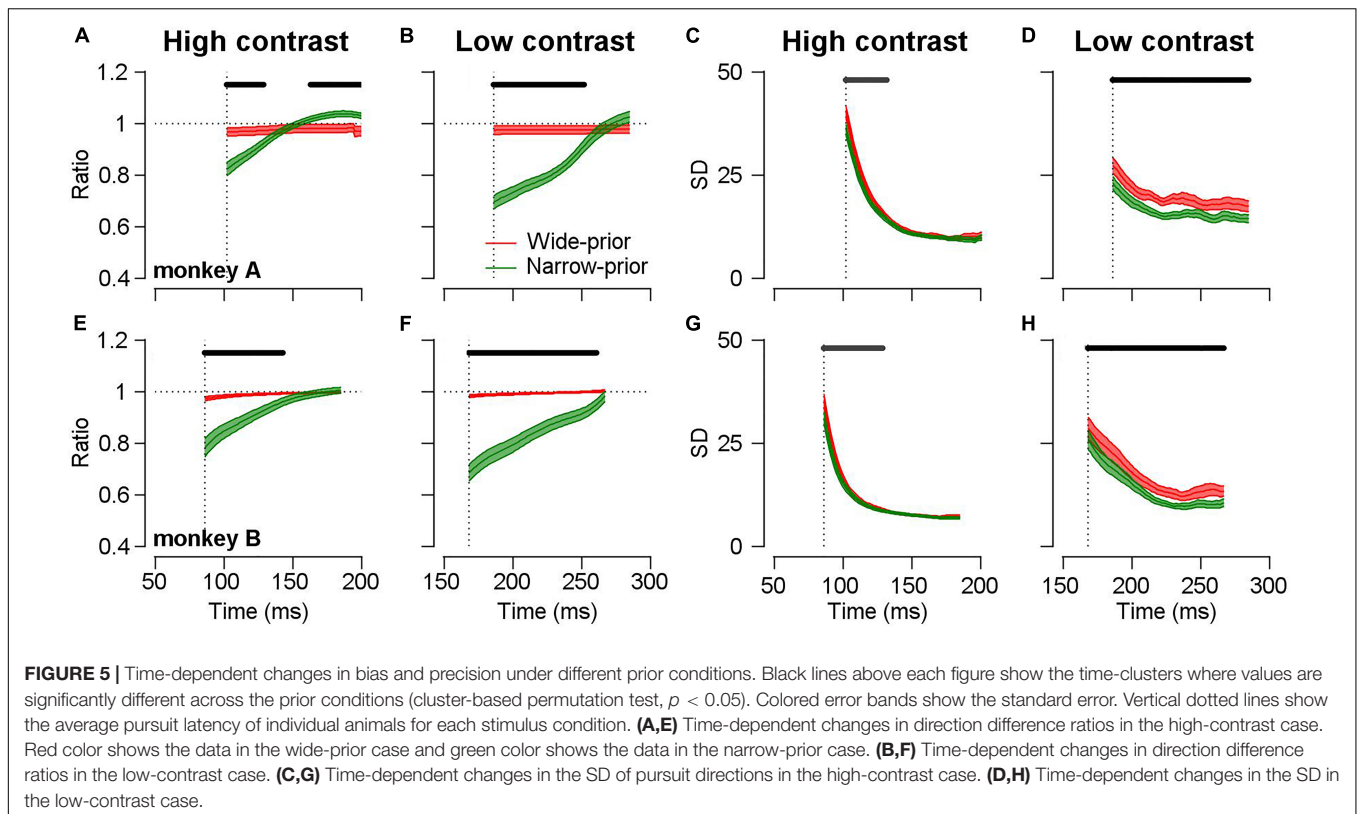 A High contrast B Low contrast C High contrast D Low contrast
1.2
1
0.8
0.6
0.4
Ratio
monkey A
Wide-prior
Narrow-prior
50
25
0
SD
E F G H
1.2
1
0.8
0.6
0.4
Ratio
monkey B
50
25
0
SD
50 100 150 200 150 200 250 300 50 100 150 200 150 200 250 300
Time (ms) Time (ms) Time (ms) Time (ms)
FIGURE 5 | Time-dependent changes in bias and precision under different prior conditions. Black lines above each figure show the time-clusters where values are
significantly different across the prior conditions (cluster-based permutation test, p < 0.05). Colored error bands show the standard error. Vertical dotted lines show
the average pursuit latency of individual animals for each stimulus condition. (A,E) Time-dependent changes in direction difference ratios in the high-contrast case.
Red color shows the data in the wide-prior case and green color shows the data in the narrow-prior case. (B,F) Time-dependent changes in direction difference
ratios in the low-contrast case. (C,G) Time-dependent changes in the SD of pursuit directions in the high-contrast case. (D,H) Time-dependent changes in the SD in
the low-contrast case.